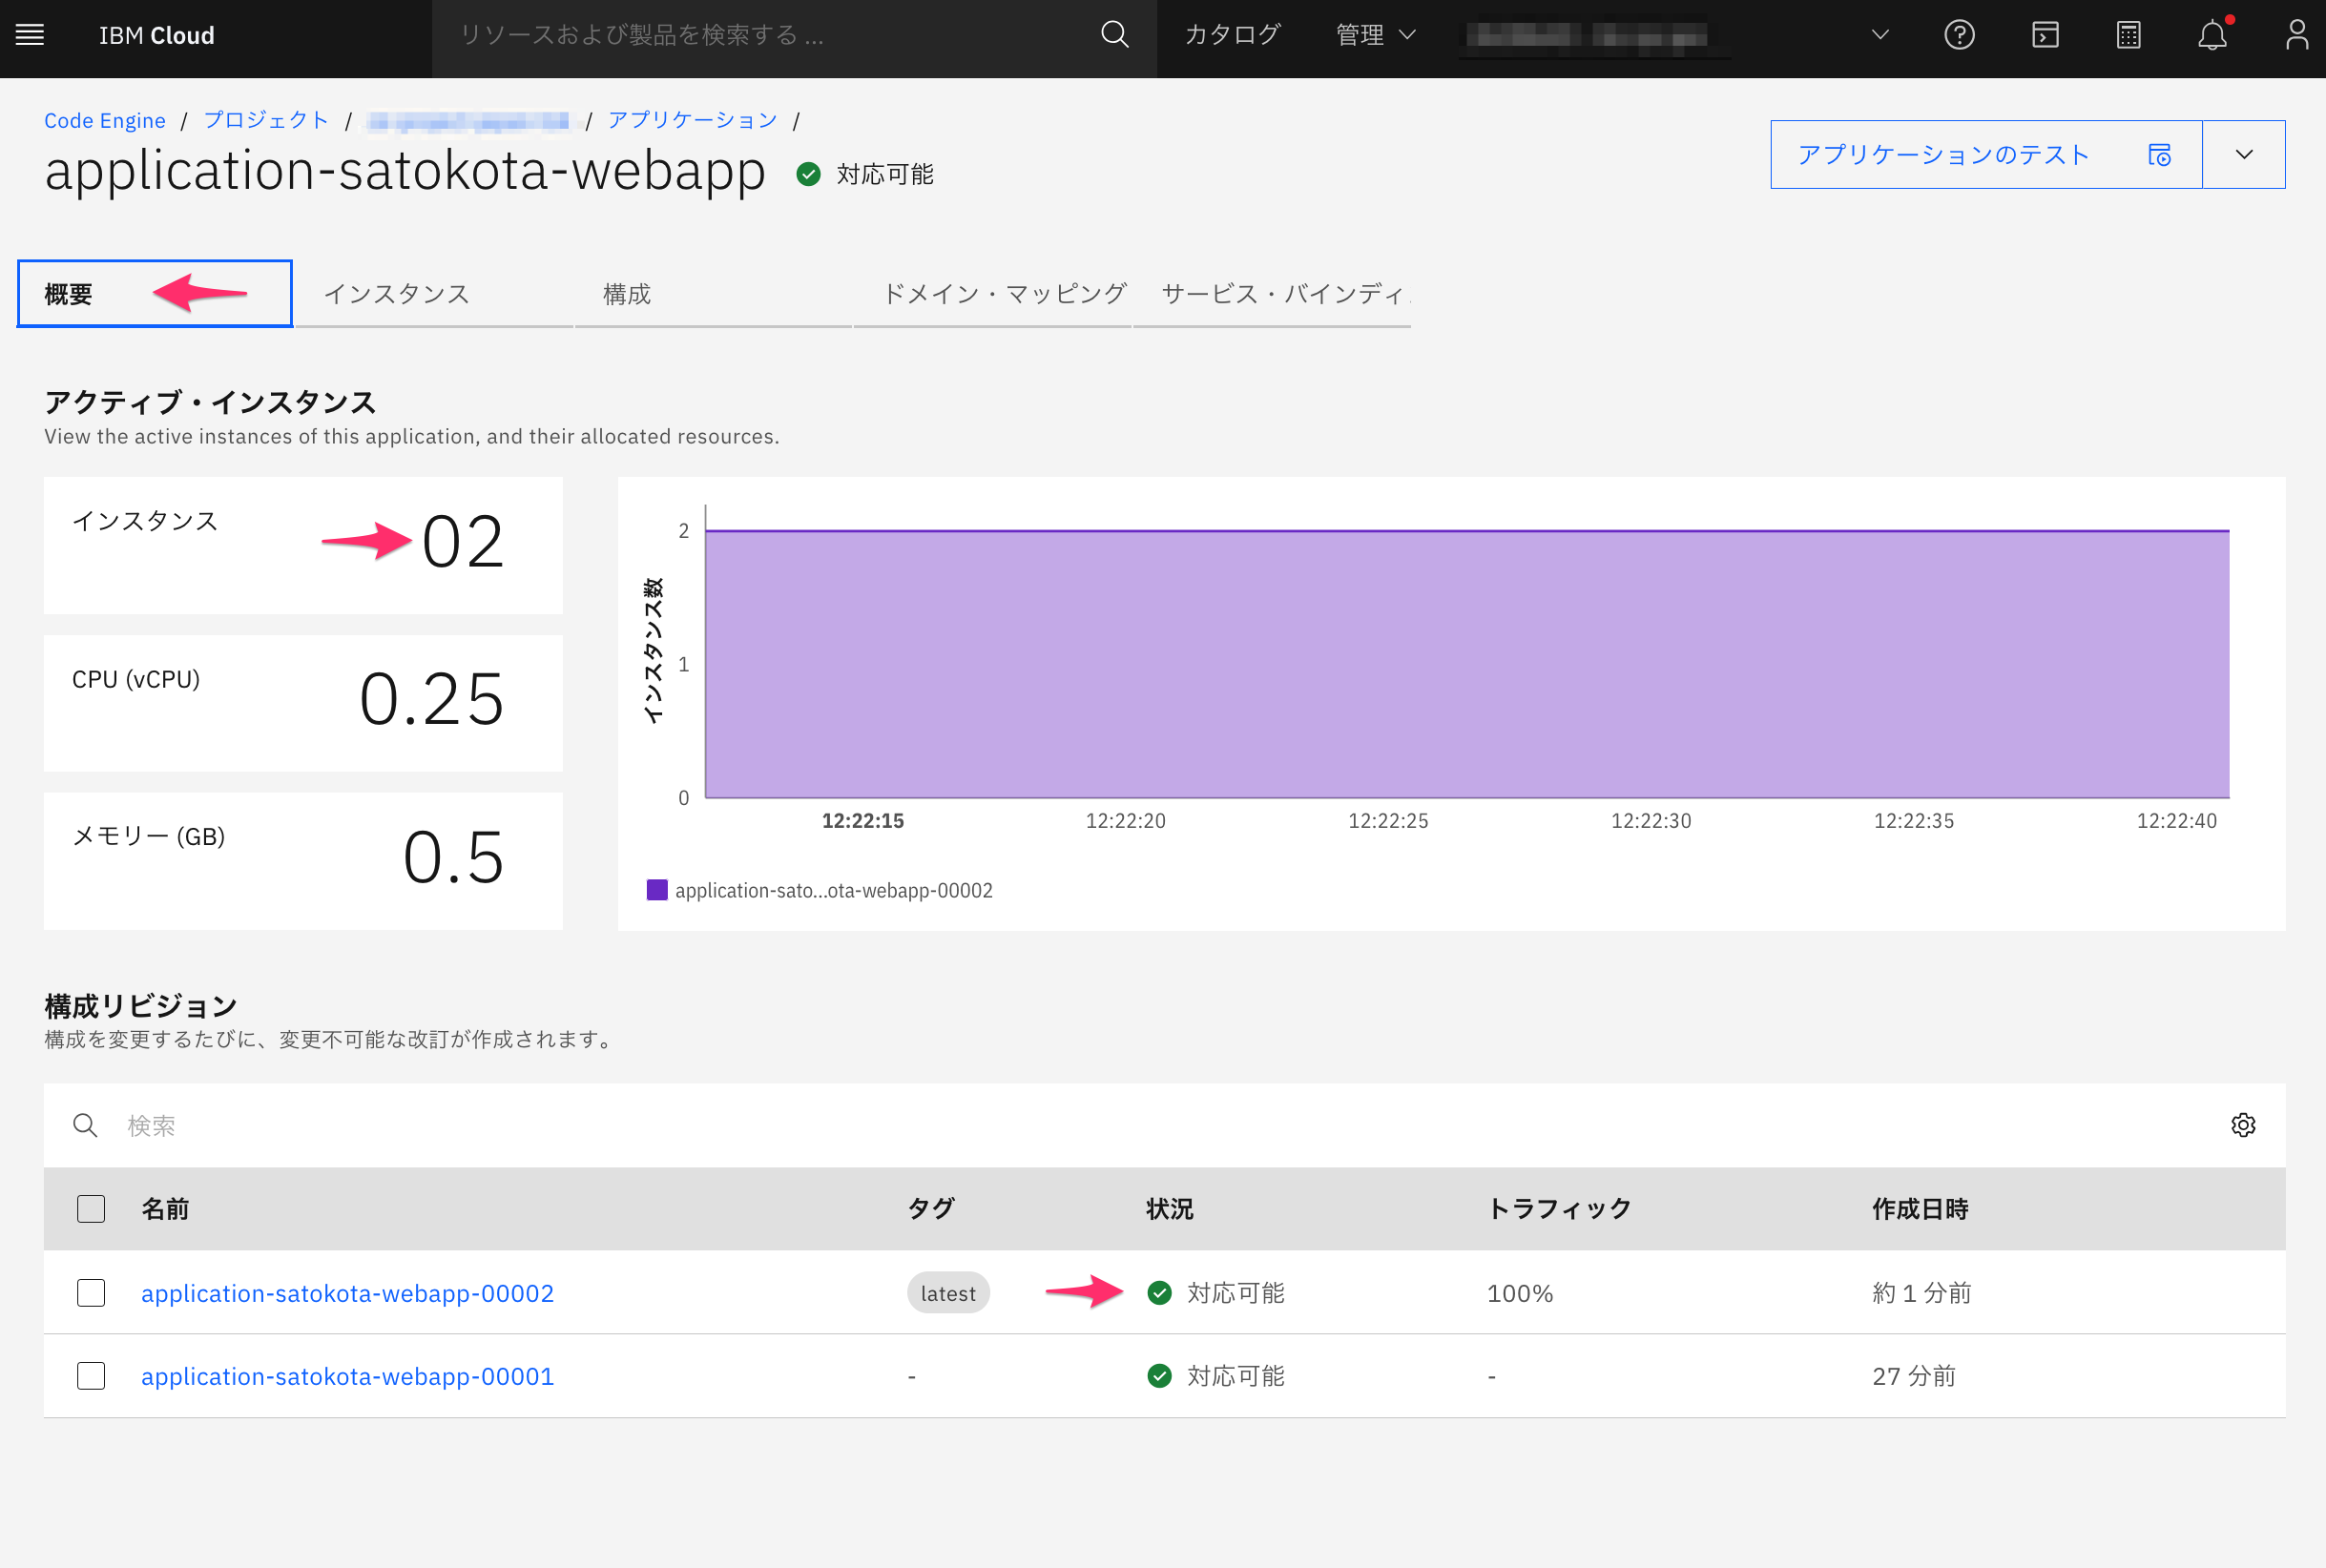 IBM Cloud
リソースおよび製品を検索する ...
カタログ
管理
Code Engine / プロジェクト / / アプリケーション /
application-satokota-webapp
対応可能
アプリケーションのテスト
概要
インスタンス
構成
ドメイン・マッピング
サービス・バインディ
アクティブ・インスタンス
View the active instances of this application, and their allocated resources.
インスタンス
02
CPU (vCPU)
0.25
メモリー (GB)
0.5
インスタンス数
2
1
0
12:22:15 12:22:20 12:22:25 12:22:30 12:22:35 12:22:40
application-sato...ota-webapp-00002
構成リビジョン
構成を変更するたびに、変更不可能な改訂が作成されます。
検索
名前 タグ 状況 トラフィック 作成日時
application-satokota-webapp-00002 latest 対応可能 100% 約 1 分前
application-satokota-webapp-00001 - 対応可能 - 27 分前